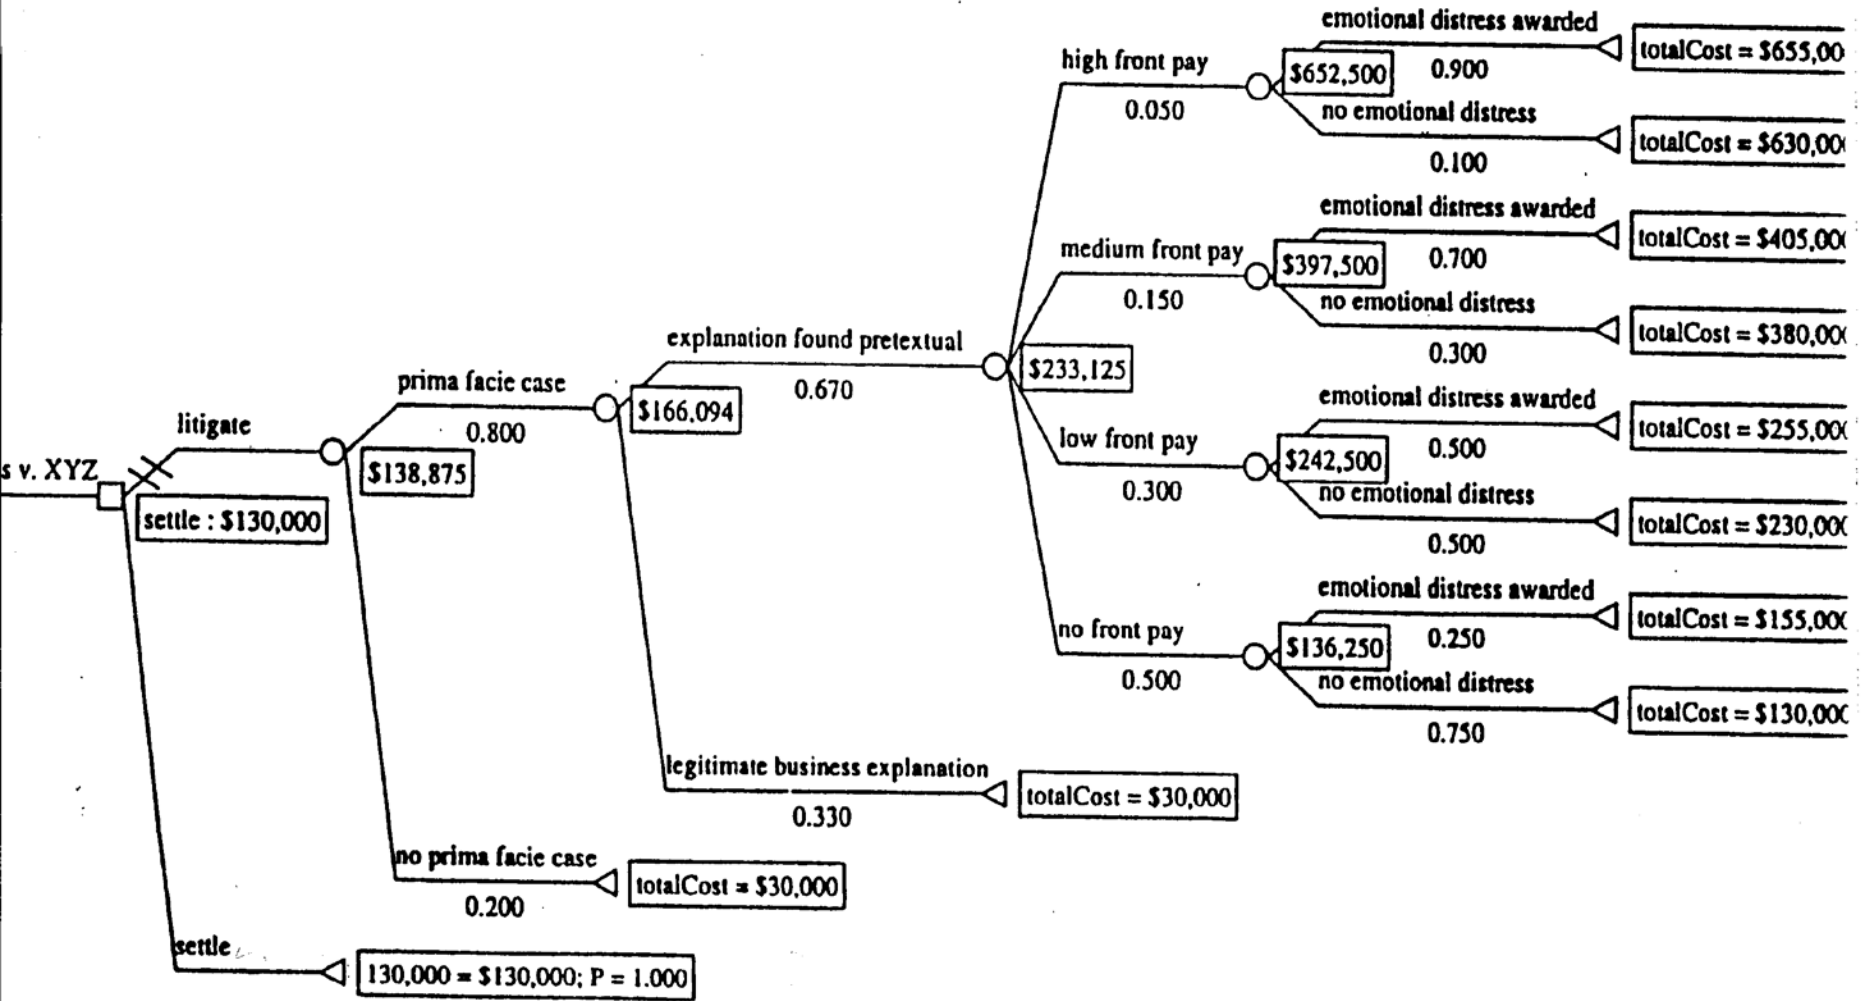 emotional distress awarded
totalCost = $655,00
high front pay
$652,500
0.900
0.050
no emotional distress
totalCost = $630,00
0.100
emotional distress awarded
totalCost = $405,00
medium front pay
$397,500
0.700
0.150
no emotional distress
totalCost = $380,00
0.300
explanation found pretextual
$233,125
0.670
prima facie case
$166,094
0.800
emotional distress awarded
totalCost = $255,00
low front pay
$242,500
0.500
0.300
no emotional distress
totalCost = $230,00
0.500
litigate
$138,875
s v. XYZ
settle : $130,000
emotional distress awarded
totalCost = $155,00
no front pay
$136,250
0.250
0.500
no emotional distress
totalCost = $130,00
0.750
legitimate business explanation
totalCost = $30,000
0.330
no prima facie case
totalCost = $30,000
0.200
settle
130,000 = $130,000; P = 1.000